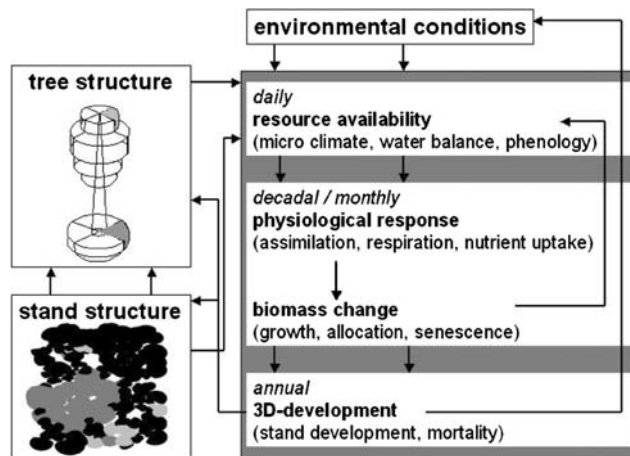 environmental conditions
tree structure
daily
resource availability
(micro climate, water balance, phenology)
decadal / monthly
physiological response
(assimilation, respiration, nutrient uptake)
stand structure
biomass change
(growth, allocation, senescence)
annual
3D-development
(stand development, mortality)